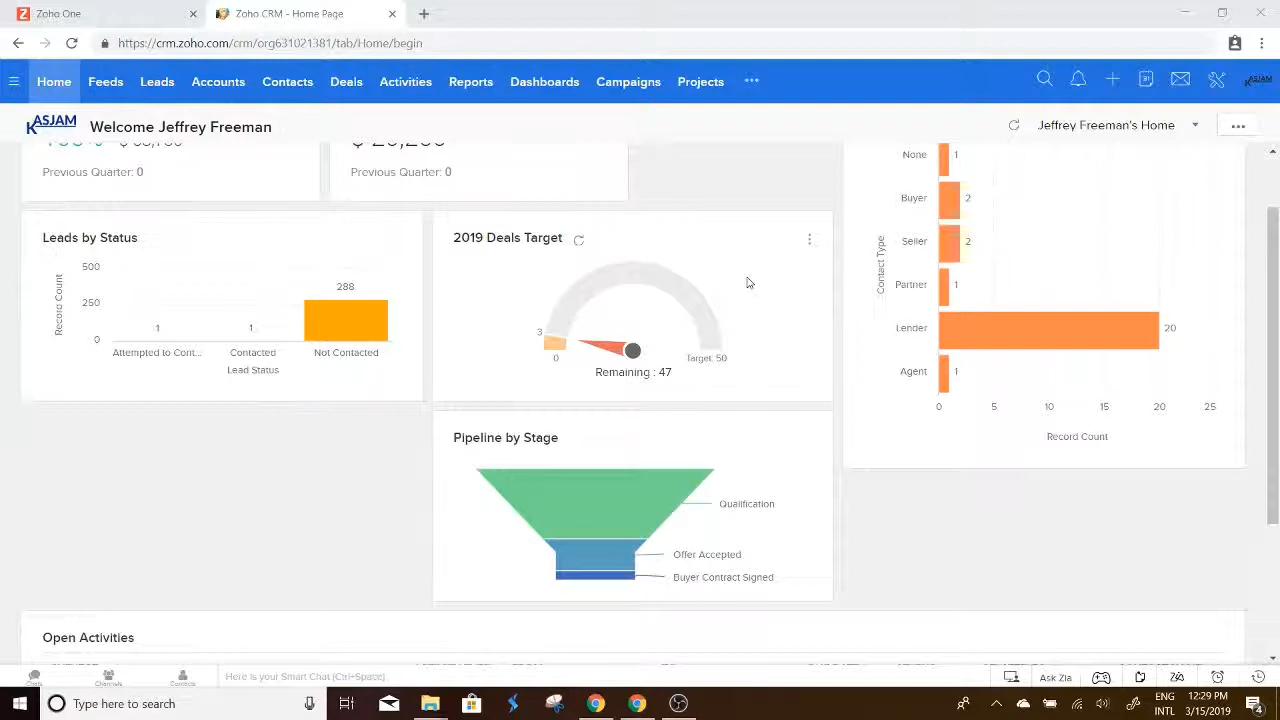 Zoho One
Zoho CRM - Home Page
https://crm.zoho.com/crm/org631021381/tab/Home/begin
Home Feeds Leads Accounts Contacts Deals Activities Reports Dashboards Campaigns Projects
KASJAM
Welcome Jeffrey Freeman
Jeffrey Freeman's Home
Previous Quarter: 0
Previous Quarter: 0
Leads by Status
Record Count
500
250
0
1
1
288
Attempted to Cont...
Contacted
Not Contacted
Lead Status
2019 Deals Target
3
0
Target: 50
Remaining : 47
Pipeline by Stage
Qualification
Offer Accepted
Buyer Contract Signed
Contact Type
None 1
Buyer 2
Seller 2
Partner 1
Lender 20
Agent 1
0 5 10 15 20 25
Record Count
Open Activities
Chats
Channels
Contacts
Here is your Smart Chat (Ctrl+Space)
Ask Zia
Type here to search
ENG
INTL
12:29 PM
3/15/2019